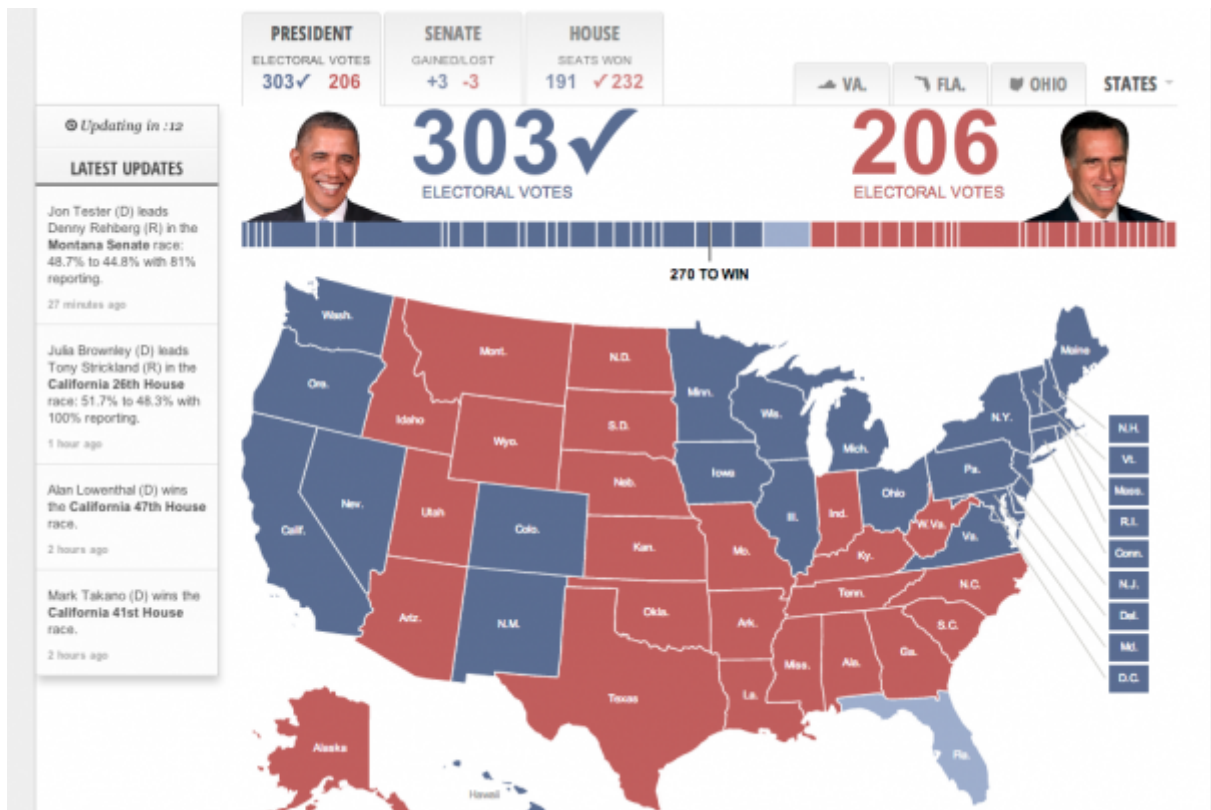 PRESIDENT
ELECTORAL VOTES
303✓ 206
SENATE
GAINED/LOST
+3 -3
HOUSE
SEATS WON
191 ✓232
VA.
FLA.
OHIO
STATES
Updating in :12
LATEST UPDATES
Jon Tester (D) leads
Denny Rehberg (R) in the
Montana Senate race:
48.7% to 44.8% with 81%
reporting.
27 minutes ago
Julia Brownley (D) leads
Tony Strickland (R) in the
California 26th House
race: 51.7% to 48.3% with
100% reporting.
1 hour ago
Alan Lowenthal (D) wins
the California 47th House
race.
2 hours ago
Mark Takano (D) wins the
California 41st House
race.
2 hours ago
303✓
ELECTORAL VOTES
206
ELECTORAL VOTES
270 TO WIN
Wash.
Mont.
N.D.
Maine
Ore.
Minn.
Idaho
Wis.
N.Y.
S.D.
Wyo.
Mich.
N.H.
Vt.
Pa.
Iowa
Neb.
Mass.
Ohio
Nev.
Utah
Ill.
Ind.
R.I.
Calif.
Colo.
W.Va.
Va.
Kan.
Mo.
Ky.
Conn.
N.C.
N.J.
Tenn.
Okla.
Ariz.
N.M.
Ark.
S.C.
Del.
Miss.
Ala.
Ga.
Md.
D.C.
Texas
La.
Alaska
Fla.
Hawaii